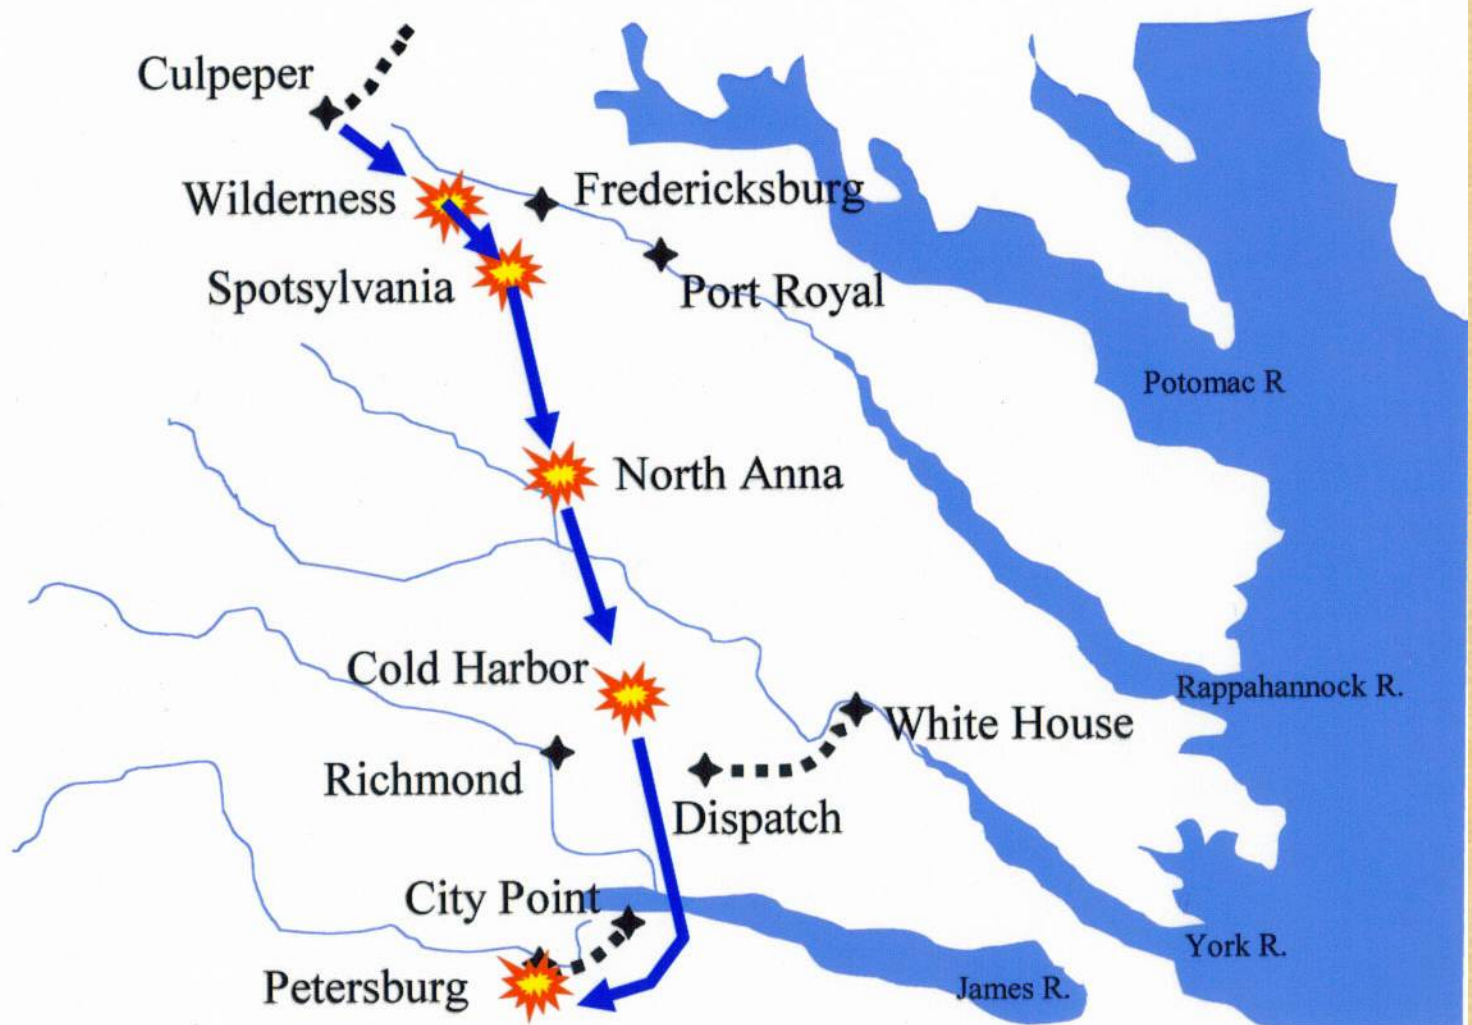 Culpeper
Wilderness
Fredericksburg
Spotsylvania
Port Royal
Potomac R
North Anna
Cold Harbor
Rappahannock R.
White House
Richmond
Dispatch
City Point
York R.
Petersburg
James R.